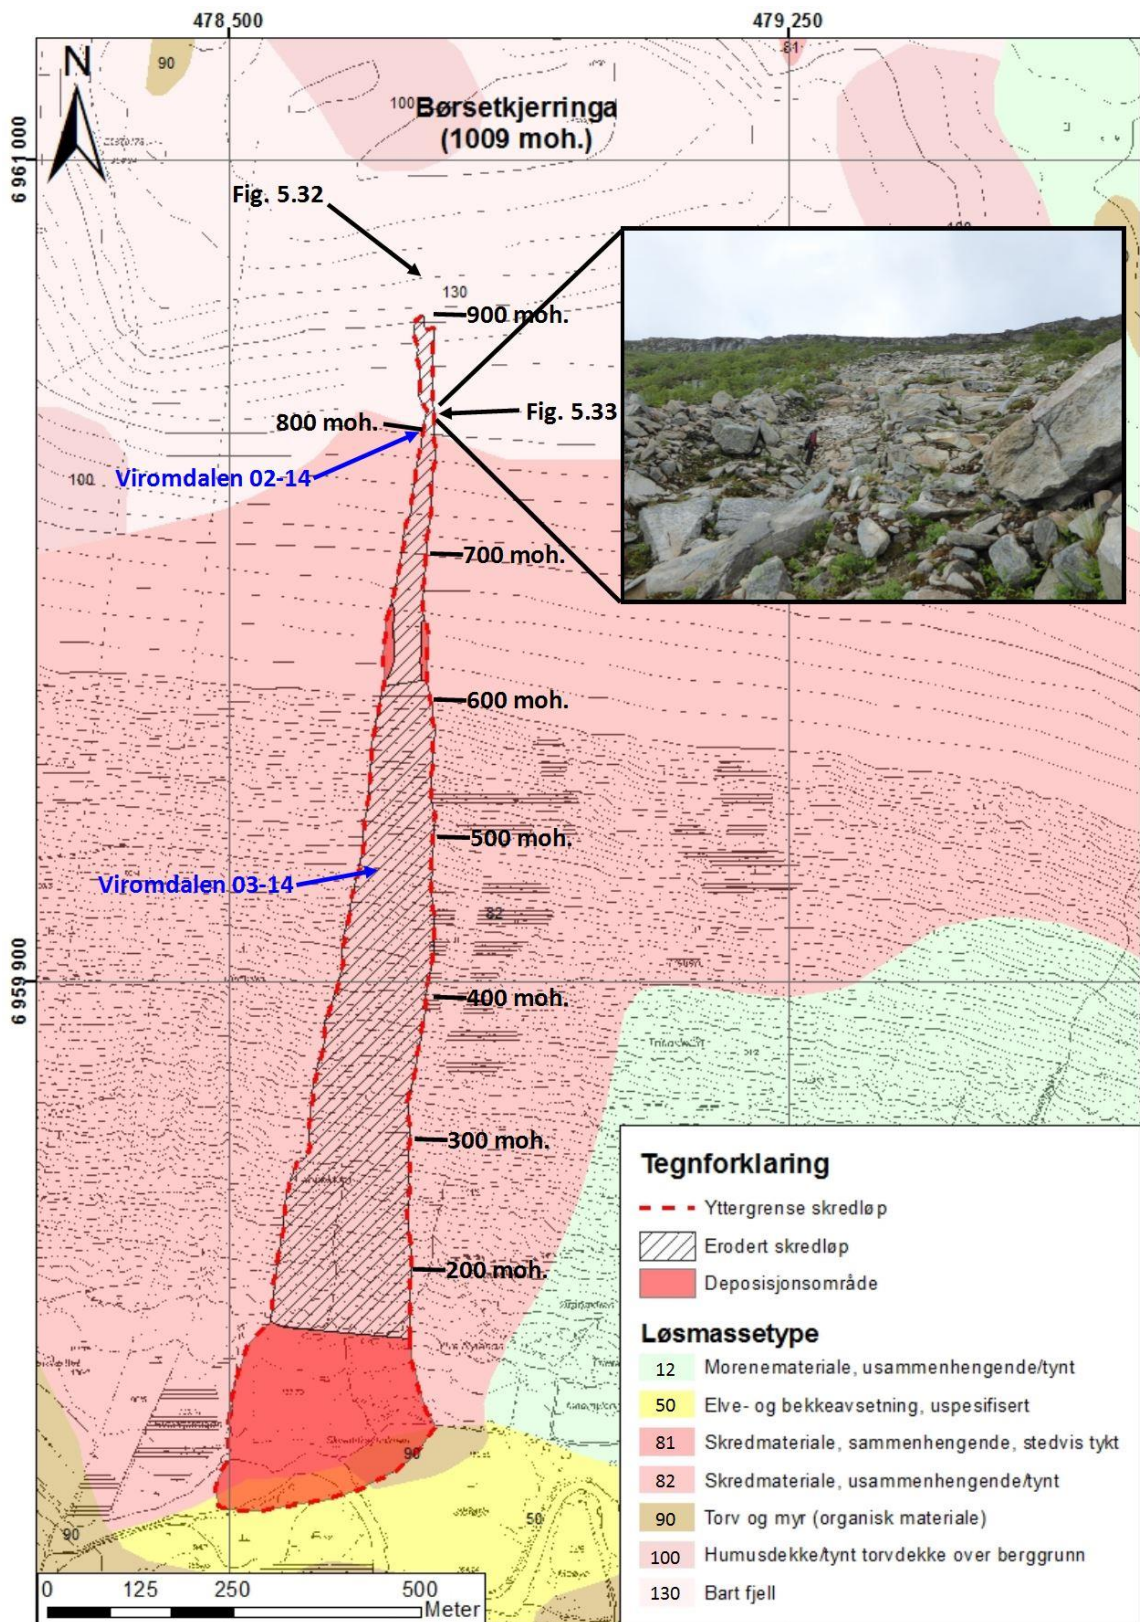 478 500
479 250
N
90
81
100
Børsetkjerringa
(1009 moh.)
6 961 000
Fig. 5.32
130
900 moh.
Fig. 5.33
800 moh.
Viromdalen 02-14
100
700 moh.
600 moh.
500 moh.
Viromdalen 03-14
82
6 959 900
400 moh.
300 moh.
200 moh.
90
50
90
Tegnforklaring
Yttergrense skredløp
Erodert skredløp
Deposisjonsområde
Løsmassetype
12 Morenemateriale, usammenhengende/tynt
50 Elve- og bekkeavsetning, uspesifisert
81 Skredmateriale, sammenhengende, stedvis tykt
82 Skredmateriale, usammenhengende/tynt
90 Torv og myr (organisk materiale)
100 Humusdekke/tynt torvdekke over berggrunn
130 Bart fjell
0 125 250 500
Meter